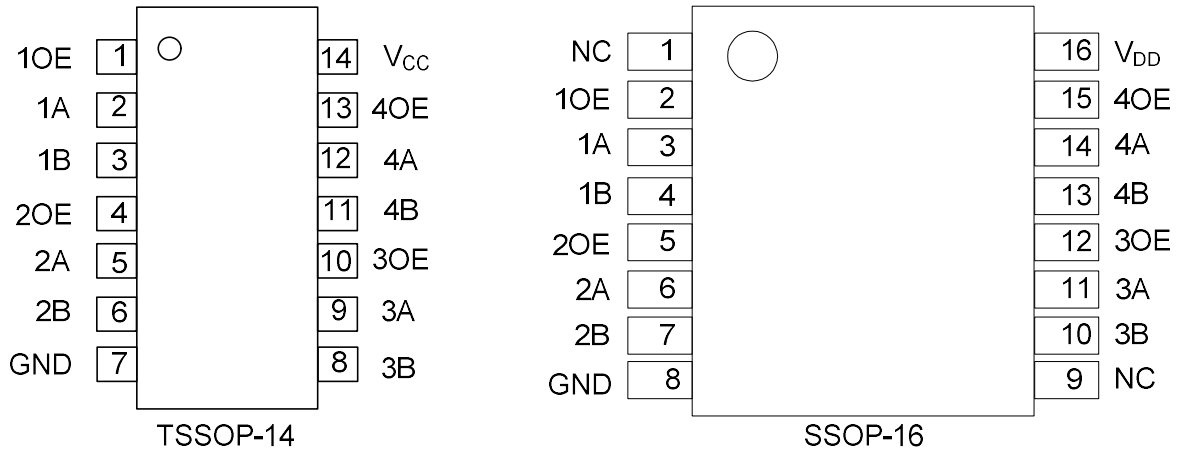 1OE 1 14 VCC
1A 2 13 4OE
1B 3 12 4A
2OE 4 11 4B
2A 5 10 3OE
2B 6 9 3A
GND 7 8 3B
TSSOP-14
NC 1 16 VDD
1OE 2 15 4OE
1A 3 14 4A
1B 4 13 4B
2OE 5 12 3OE
2A 6 11 3A
2B 7 10 3B
GND 8 9 NC
SSOP-16